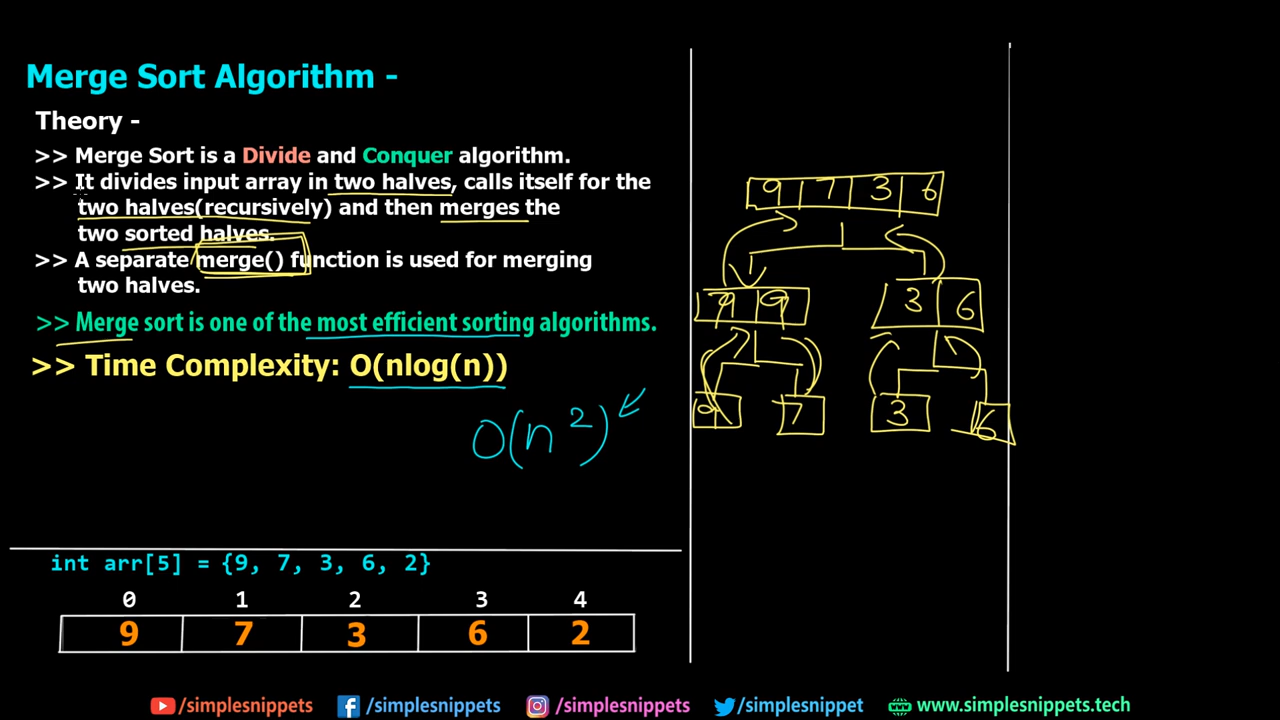 Merge Sort Algorithm -
Theory -
>> Merge Sort is a Divide and Conquer algorithm.
>> It divides input array in two halves, calls itself for the
two halves(recursively) and then merges the
two sorted halves.
>> A separate merge() function is used for merging
two halves.
>> Merge sort is one of the most efficient sorting algorithms.
>> Time Complexity: O(nlog(n))
O(n²)
int arr[5] = {9, 7, 3, 6, 2}
0 1 2 3 4
9 7 3 6 2
9 7 3 6
9 3 6
9 7 3 6
/simplesnippets /simplesnippets /simplesnippets /simplesnippets www.simplesnippets.tech